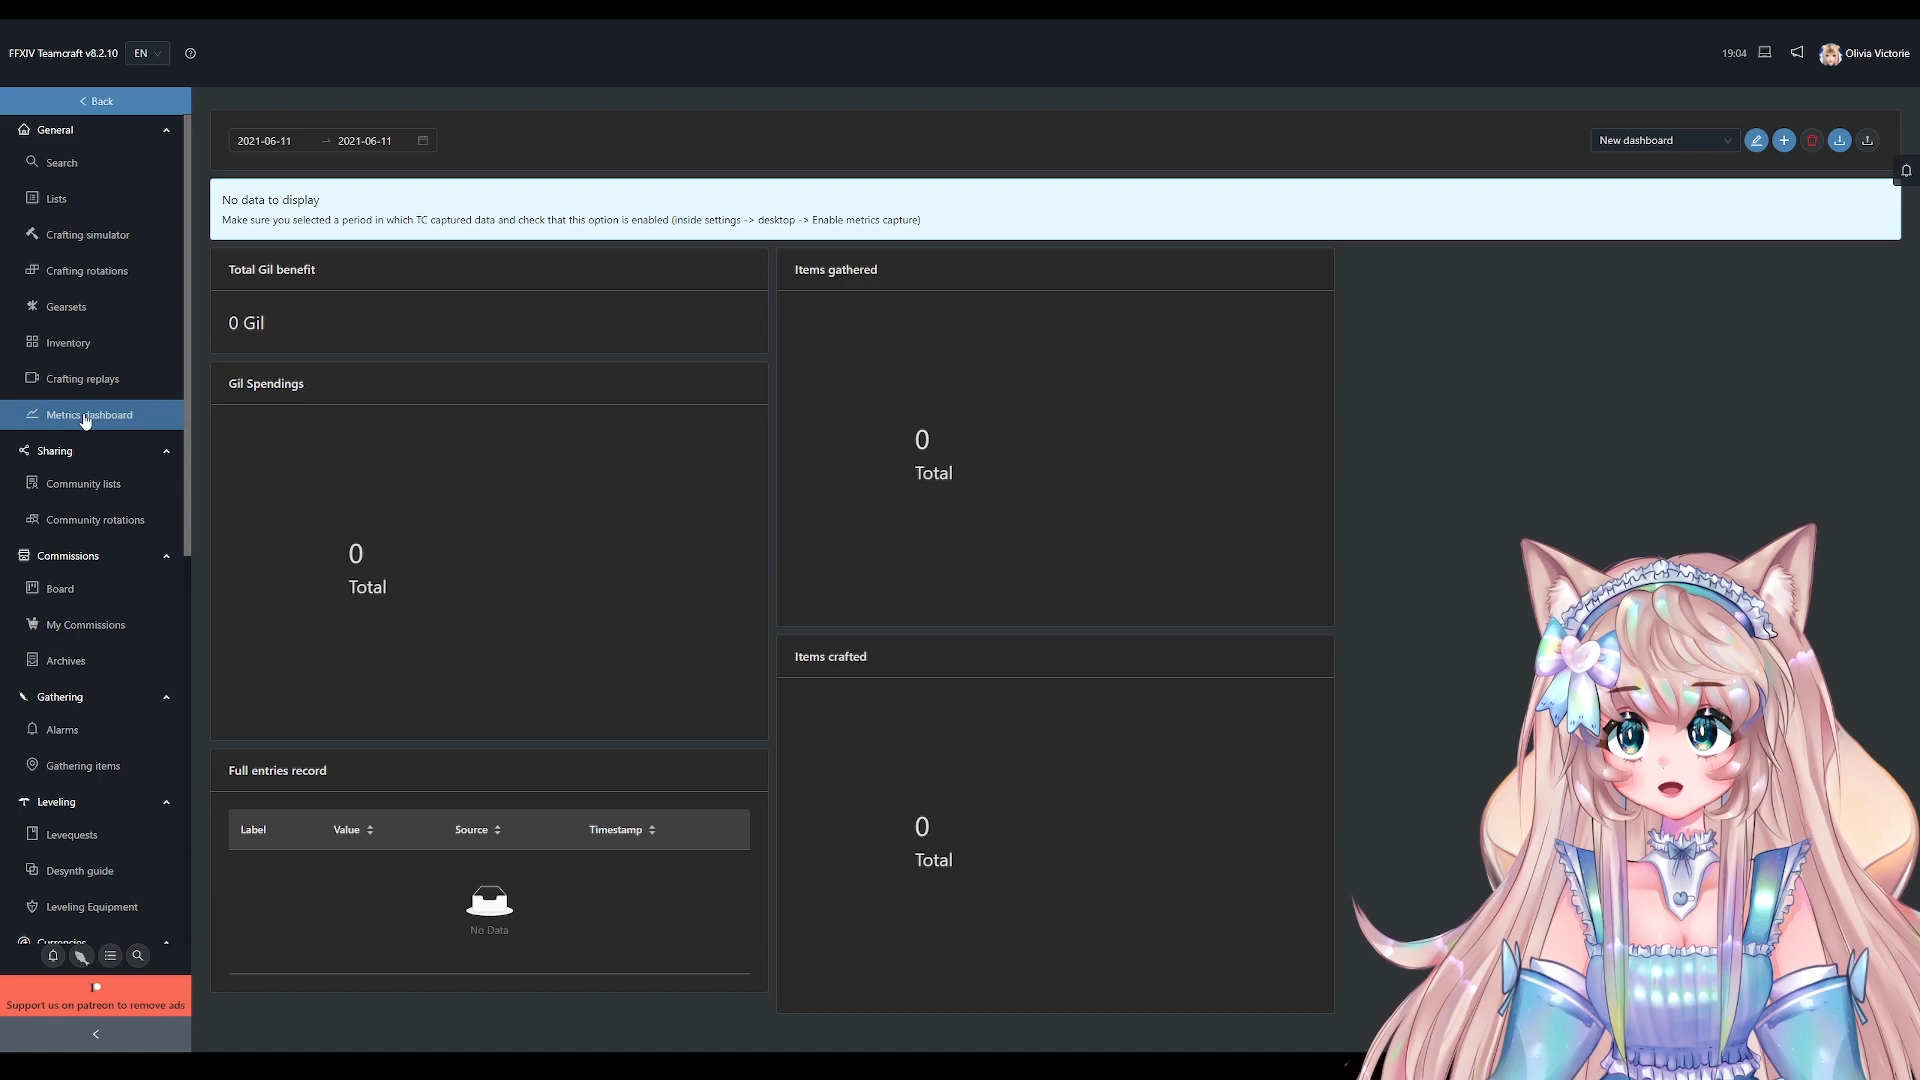 FFXIV Teamcraft v8.2.10
EN
19:04
Olivia Victorie
Back
General
Search
Lists
Crafting simulator
Crafting rotations
Gearsets
Inventory
Crafting replays
Metrics dashboard
Sharing
Community lists
Community rotations
Commissions
Board
My Commissions
Archives
Gathering
Alarms
Gathering items
Leveling
Levequests
Desynth guide
Leveling Equipment
Currencies
Support us on patreon to remove ads
2021-06-11
2021-06-11
New dashboard
No data to display
Make sure you selected a period in which TC captured data and check that this option is enabled (inside settings -> desktop -> Enable metrics capture)
Total Gil benefit
0 Gil
Gil Spendings
0
Total
Full entries record
Label Value Source Timestamp
No Data
Items gathered
0
Total
Items crafted
0
Total